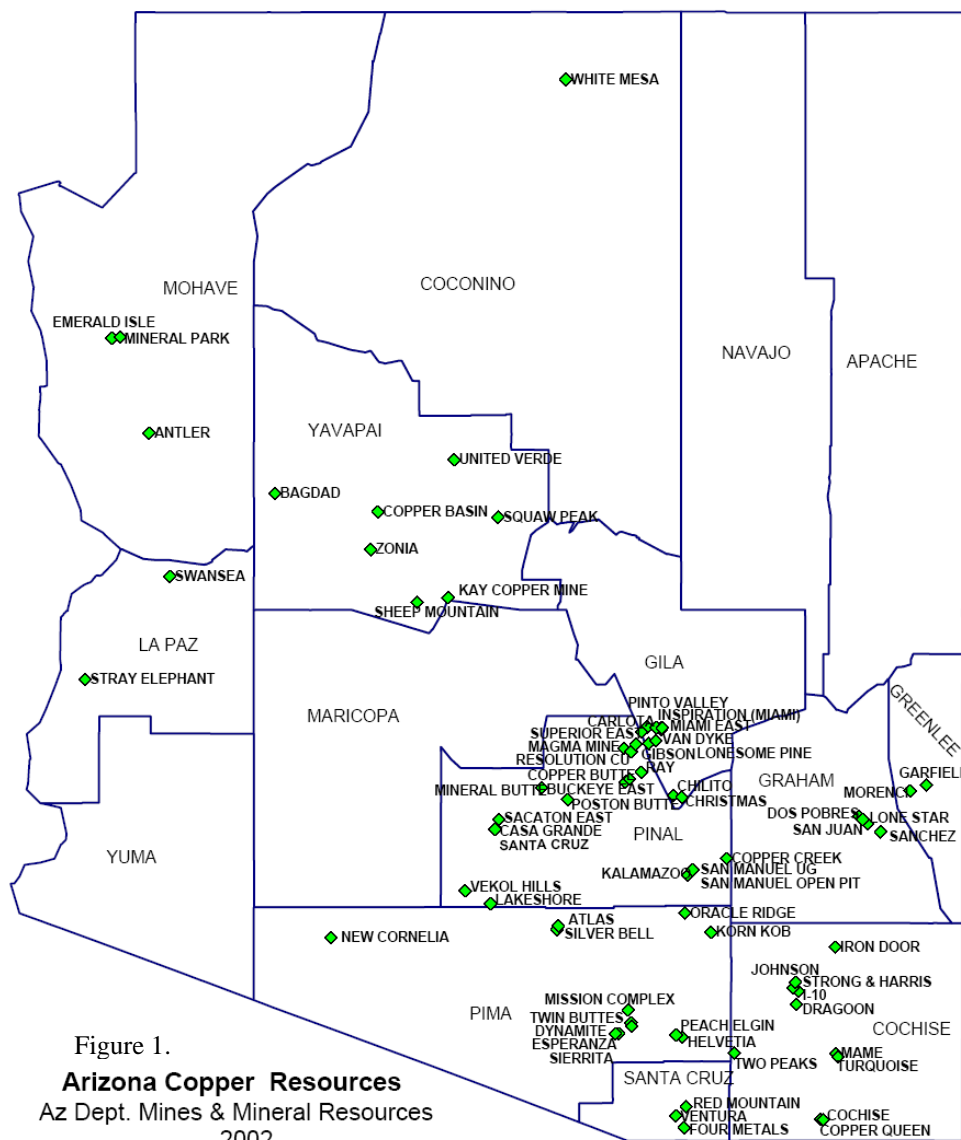 WHITE MESA
MOHAVE
COCONINO
EMERALD ISLE
MINERAL PARK
NAVAJO
APACHE
ANTLER
YAVAPAI
UNITED VERDE
BAGDAD
COPPER BASIN
SQUAW PEAK
ZONIA
SWANSEA
KAY COPPER MINE
SHEEP MOUNTAIN
LA PAZ
GILA
STRAY ELEPHANT
MARICOPA
PINTO VALLEY
INSPIRATION (MIAMI)
CARLOTA
MIAMI EAST
SUPERIOR EAST
VAN DYKE
MAGMA MINE
GIBSON
LONESOME PINE
RESOLUTION CU
RAY
GREENLEE
COPPER BUTTE
CHILITO
GRAHAM
GARFIELD
MINERAL BUTTE
BUCKEYE EAST
MORENCI
POSTON BUTTE
CHRISTMAS
DOS POBRES
LONE STAR
SACATON EAST
CASA GRANDE
PINAL
SAN JUAN
SANCHEZ
SANTA CRUZ
YUMA
COPPER CREEK
KALAMAZOO
SAN MANUEL UG
SAN MANUEL OPEN PIT
VEKOL HILLS
LAKESHORE
ORACLE RIDGE
ATLAS
SILVER BELL
KORN KOB
NEW CORNELIA
IRON DOOR
JOHNSON
STRONG & HARRIS
I-10
DRAGOON
MISSION COMPLEX
PIMA
TWIN BUTTES
DYNAMITE
PEACH ELGIN
COCHISE
ESPERANZA
HELVETIA
SIERRITA
TWO PEAKS
MAME
TURQUOISE
SANTA CRUZ
RED MOUNTAIN
VENTURA
COCHISE
FOUR METALS
COPPER QUEEN
Figure 1.
Arizona Copper Resources
Az Dept. Mines & Mineral Resources
2002